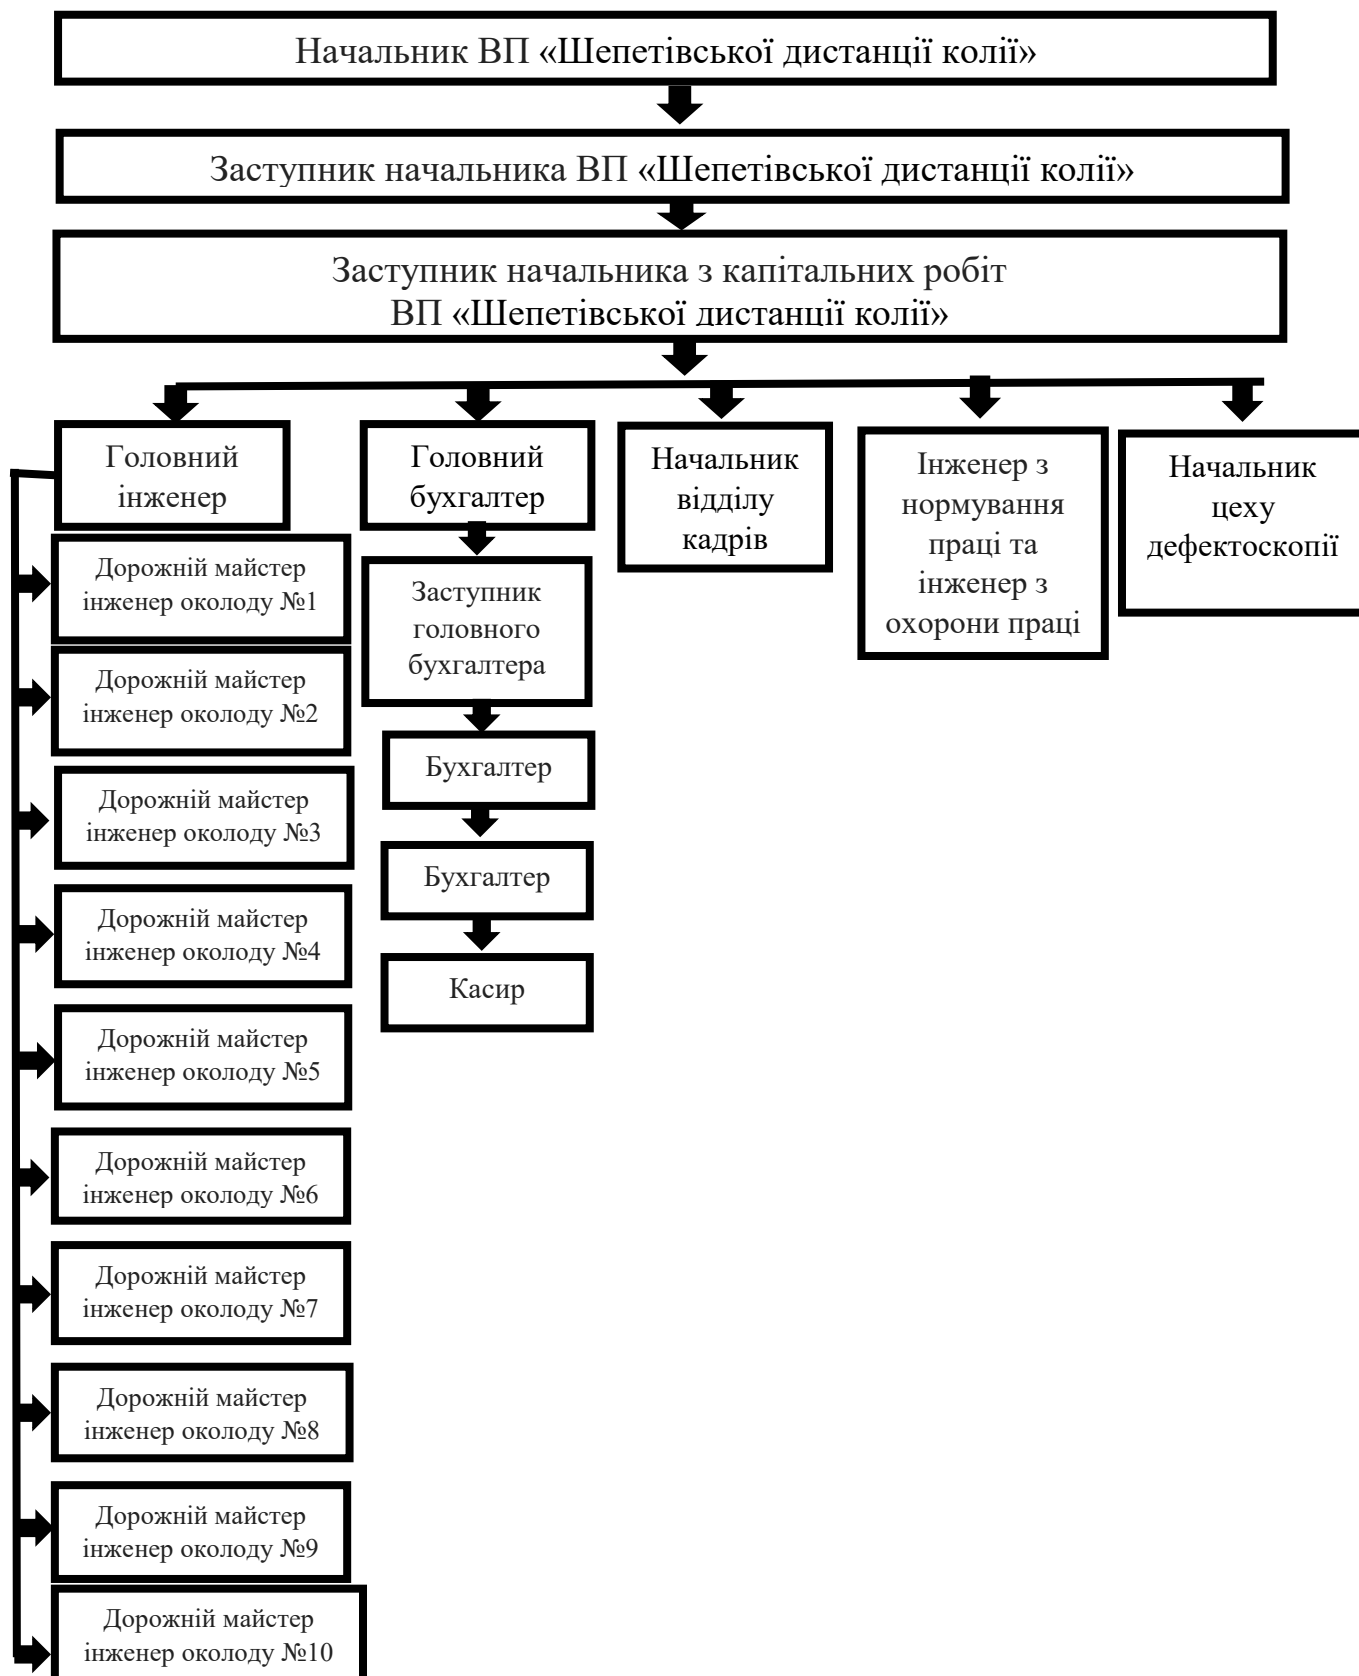 Начальник ВП «Шепетівської дистанції колії»
Заступник начальника ВП «Шепетівської дистанції колії»
Заступник начальника з капітальних робіт
ВП «Шепетівської дистанції колії»
Головний
інженер
Дорожній майстер
інженер околоду №1
Дорожній майстер
інженер околоду №2
Дорожній майстер
інженер околоду №3
Дорожній майстер
інженер околоду №4
Дорожній майстер
інженер околоду №5
Дорожній майстер
інженер околоду №6
Дорожній майстер
інженер околоду №7
Дорожній майстер
інженер околоду №8
Дорожній майстер
інженер околоду №9
Дорожній майстер
інженер околоду №10
Головний
бухгалтер
Заступник
головного
бухгалтера
Бухгалтер
Бухгалтер
Касир
Начальник
відділу
кадрів
Інженер з
нормування
праці та
інженер з
охорони праці
Начальник
цеху
дефектоскопії